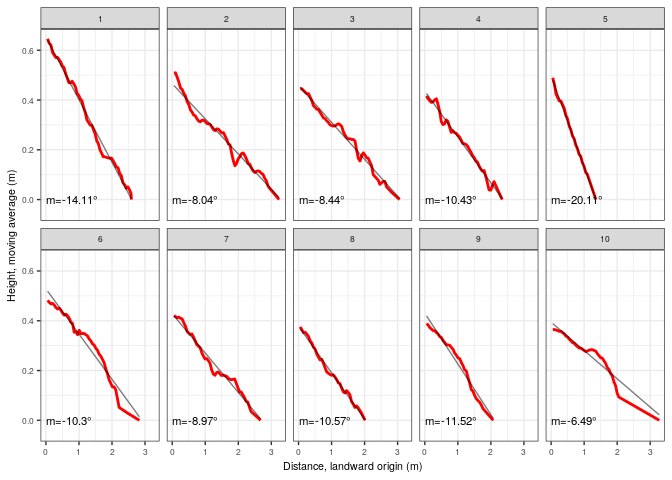 1 2 3 4 5
0.6
0.4
0.2
0.0
m=-14.11° m=-8.04° m=-8.44° m=-10.43° m=-20.11°
Height, moving average (m)
6 7 8 9 10
0.6
0.4
0.2
0.0
m=-10.3° m=-8.97° m=-10.57° m=-11.52° m=-6.49°
0 1 2 3 0 1 2 3 0 1 2 3 0 1 2 3 0 1 2 3
Distance, landward origin (m)